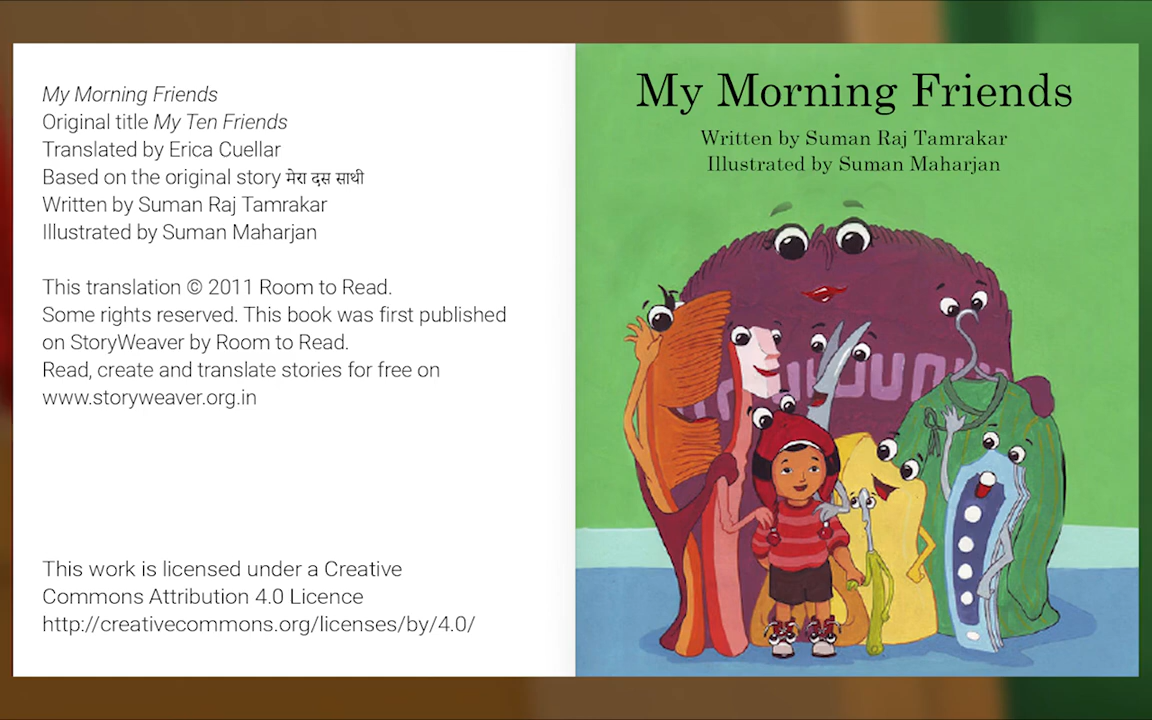 My Morning Friends
Original title My Ten Friends
Translated by Erica Cuellar
Based on the original story मेरा दस साथी
Written by Suman Raj Tamrakar
Illustrated by Suman Maharjan
This translation © 2011 Room to Read.
Some rights reserved. This book was first published
on StoryWeaver by Room to Read.
Read, create and translate stories for free on
www.storyweaver.org.in
This work is licensed under a Creative
Commons Attribution 4.0 Licence
http://creativecommons.org/licenses/by/4.0/
My Morning Friends
Written by Suman Raj Tamrakar
Illustrated by Suman Maharjan